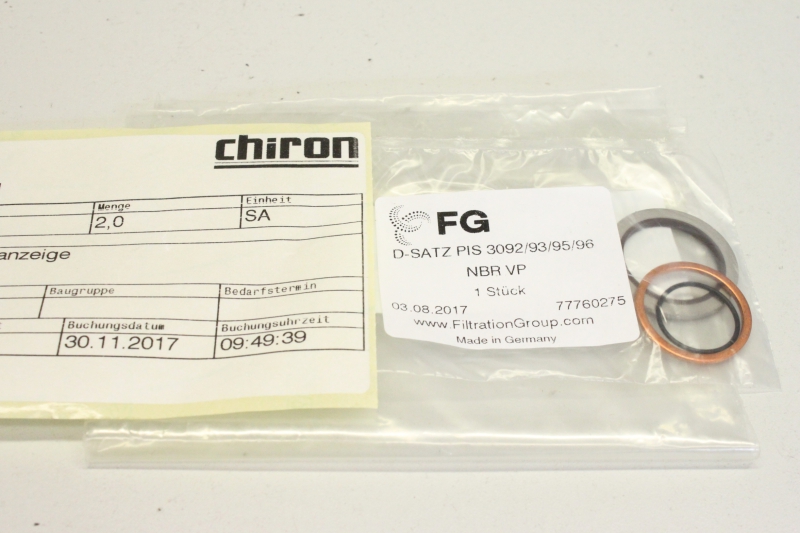 chiron
Menge
Einheit
2,0
SA
anzeige
Baugruppe
Bedarfstermin
Buchungsdatum
Buchungsuhrzeit
30.11.2017
09:49:39
FG
D-SATZ PIS 3092/93/95/96
NBR VP
1 Stück
03.08.2017 77760275
www.FiltrationGroup.com
Made in Germany